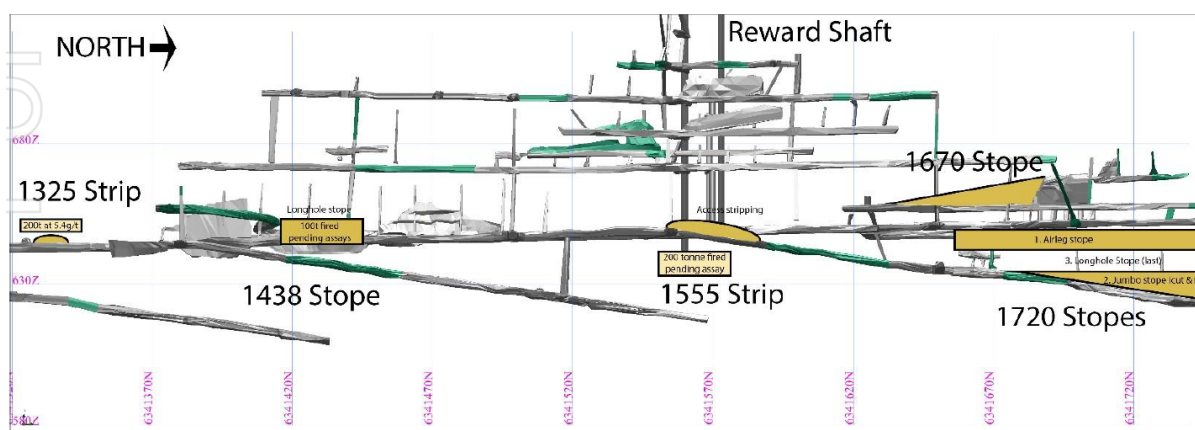 NORTH
Reward Shaft
680Z
1670 Stope
1325 Strip
Longhole stope
Access stripping
200t at 5.4g/t
100t fired
pending assays
1. Airleg stope
200 tonne fired
pending assay
3. Longhole Stope (last)
630Z
1438 Stope
1555 Strip
2. Jumbo stope (cut &
1720 Stopes
6341370N
6341420N
6341470N
6341520N
6341570N
6341620N
6341670N
6341720N
580Z